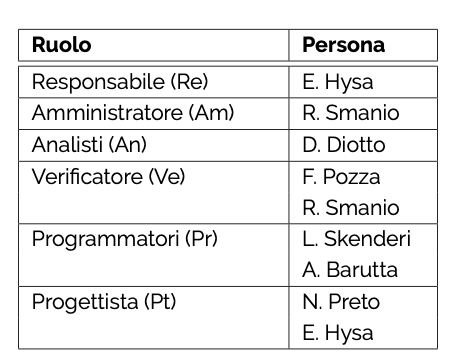 Ruolo Persona
Responsabile (Re) E. Hysa
Amministratore (Am) R. Smanio
Analisti (An) D. Diotto
Verificatore (Ve) F. Pozza
R. Smanio
Programmatori (Pr) L. Skenderi
A. Barutta
Progettista (Pt) N. Preto
E. Hysa